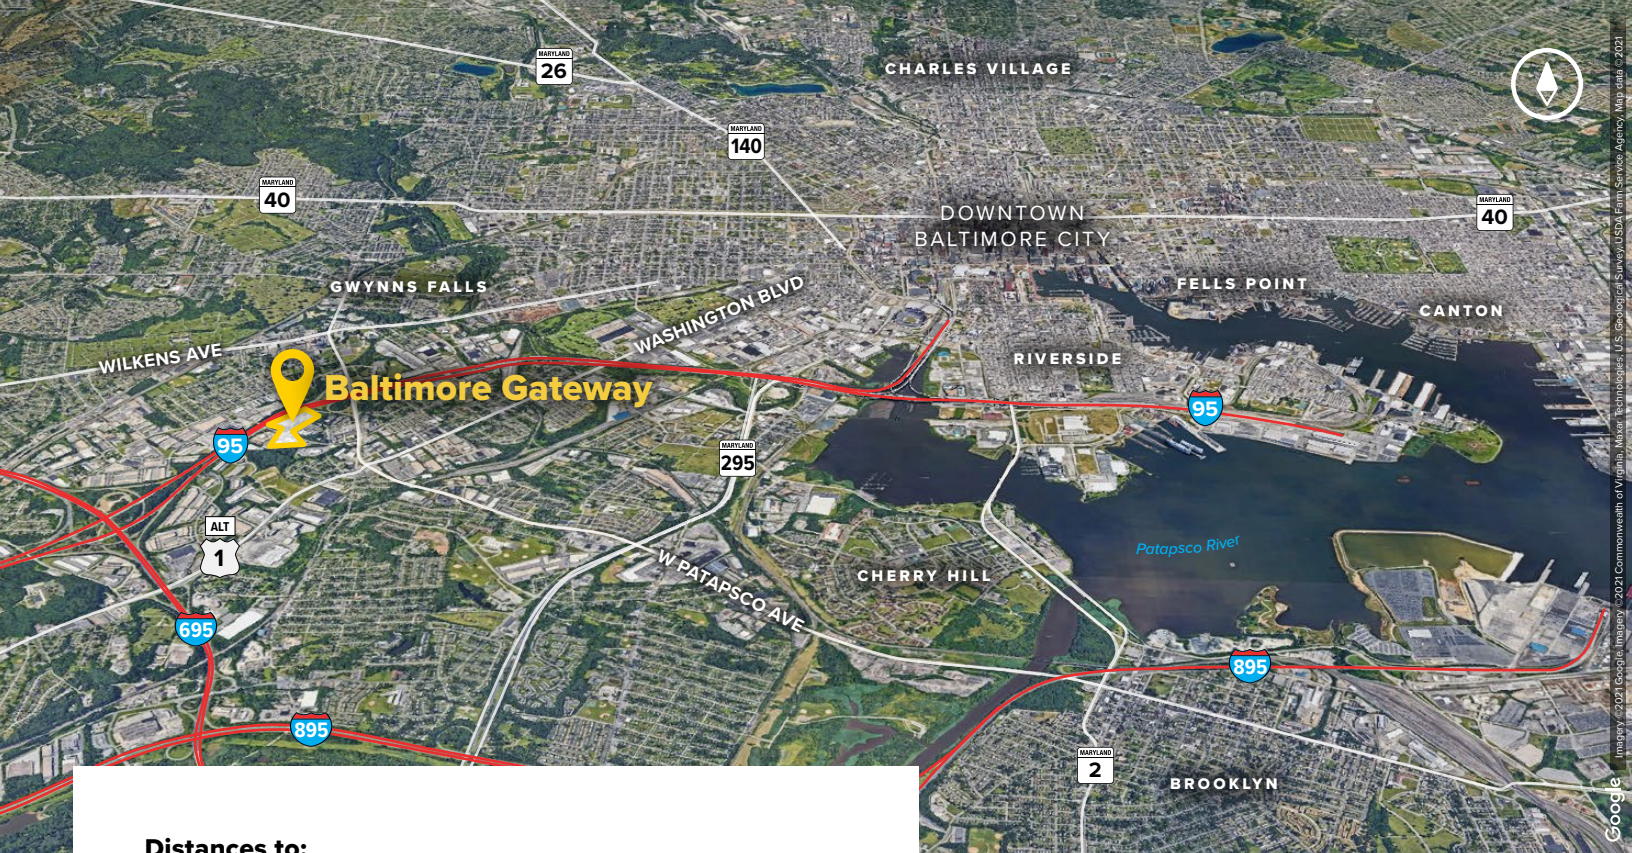 MARYLAND
26
CHARLES VILLAGE
MARYLAND
140
MARYLAND
40
MARYLAND
40
DOWNTOWN
BALTIMORE CITY
GWYNNS FALLS
FELLS POINT
WASHINGTON BLVD
CANTON
WILKENS AVE
RIVERSIDE
Baltimore Gateway
95
95
MARYLAND
295
ALT
1
Patapsco River
W PATAPSCO AVE
CHERRY HILL
695
895
895
MARYLAND
2
BROOKLYN
Distances to:
Imagery ©2021 Google, Imagery ©2021 Commonwealth of Virginia, Maxar Technologies, U.S. Geological Survey, USDA Farm Service Agency, Map data ©2021
Google